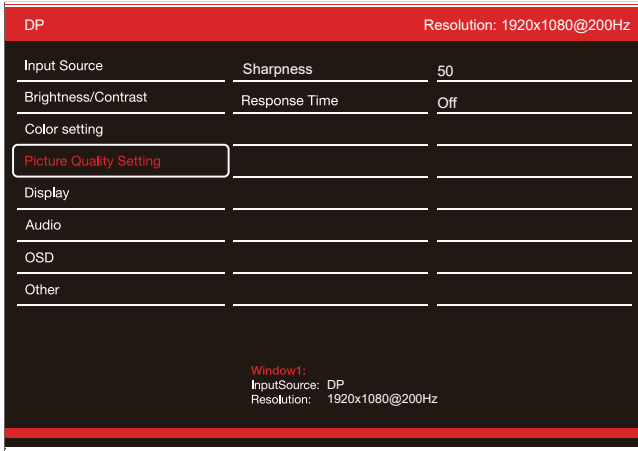 DP Resolution: 1920x1080@200Hz
Input Source Sharpness 50
Brightness/Contrast Response Time Off
Color setting
Picture Quality Setting
Display
Audio
OSD
Other
Window1:
InputSource: DP
Resolution: 1920x1080@200Hz